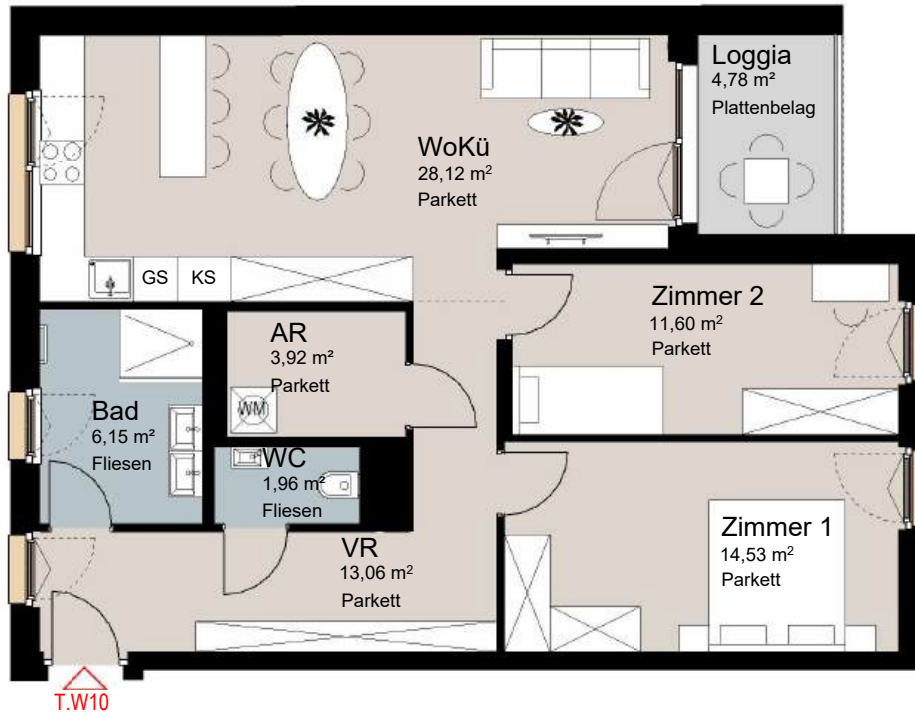 Loggia
4,78 m²
Plattenbelag
WoKü
28,12 m²
Parkett
GS
KS
Zimmer 2
11,60 m²
Parkett
AR
3,92 m²
Parkett
WM
Bad
6,15 m²
Fliesen
WC
1,96 m²
Fliesen
Zimmer 1
14,53 m²
Parkett
VR
13,06 m²
Parkett
T.W10